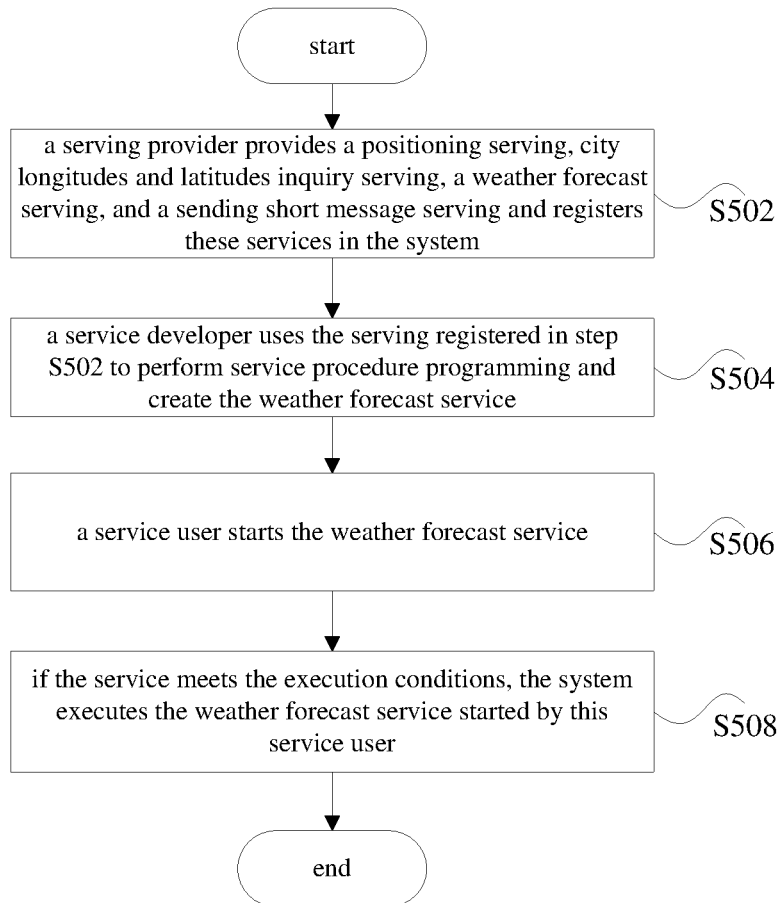 start
a serving provider provides a positioning serving, city
longitudes and latitudes inquiry serving, a weather forecast
serving, and a sending short message serving and registers
these services in the system
S502
a service developer uses the serving registered in step
S502 to perform service procedure programming and
create the weather forecast service
S504
a service user starts the weather forecast service
S506
if the service meets the execution conditions, the system
executes the weather forecast service started by this
service user
S508
end